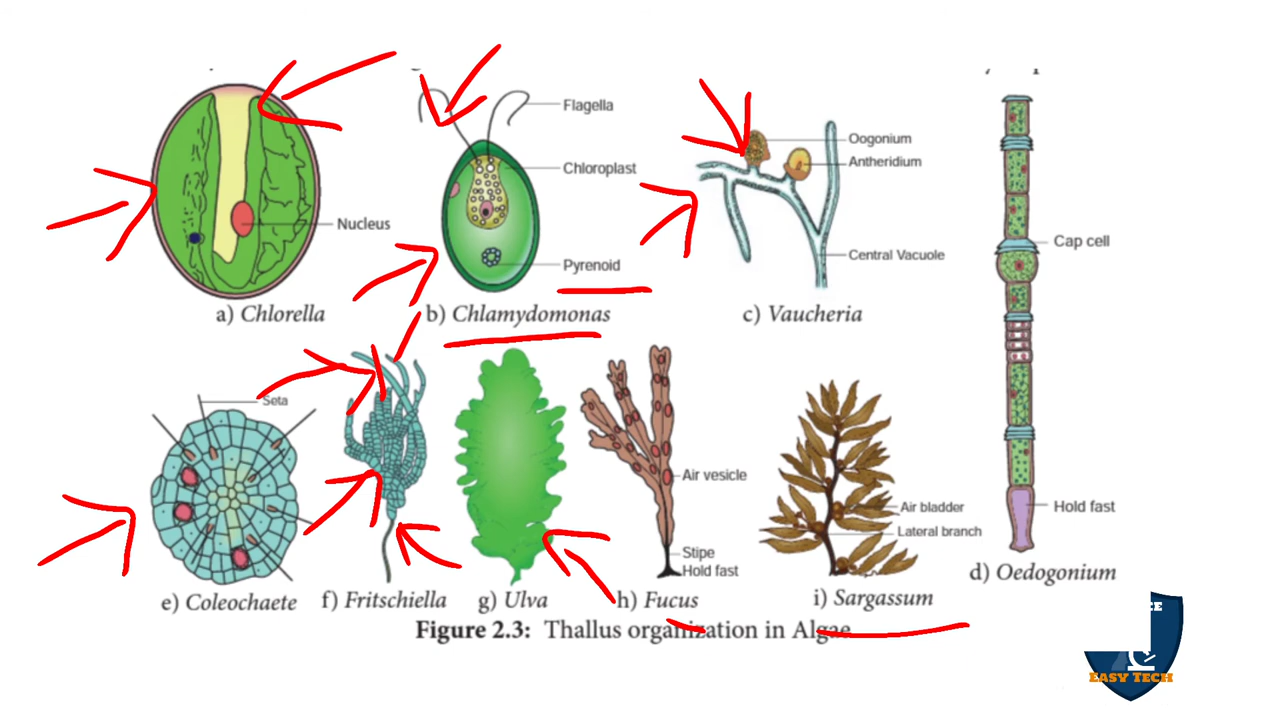 Flagella
Chloroplast
Nucleus
Pyrenoid
Oogonium
Antheridium
Central Vacuole
Cap cell
a) Chlorella
b) Chlamydomonas
c) Vaucheria
Seta
Air vesicle
Stipe
Hold fast
Air bladder
Lateral branch
Hold fast
d) Oedogonium
e) Coleochaete
f) Fritschiella
g) Ulva
h) Fucus
i) Sargassum
Figure 2.3: Thallus organization in Algae
EASY TECH